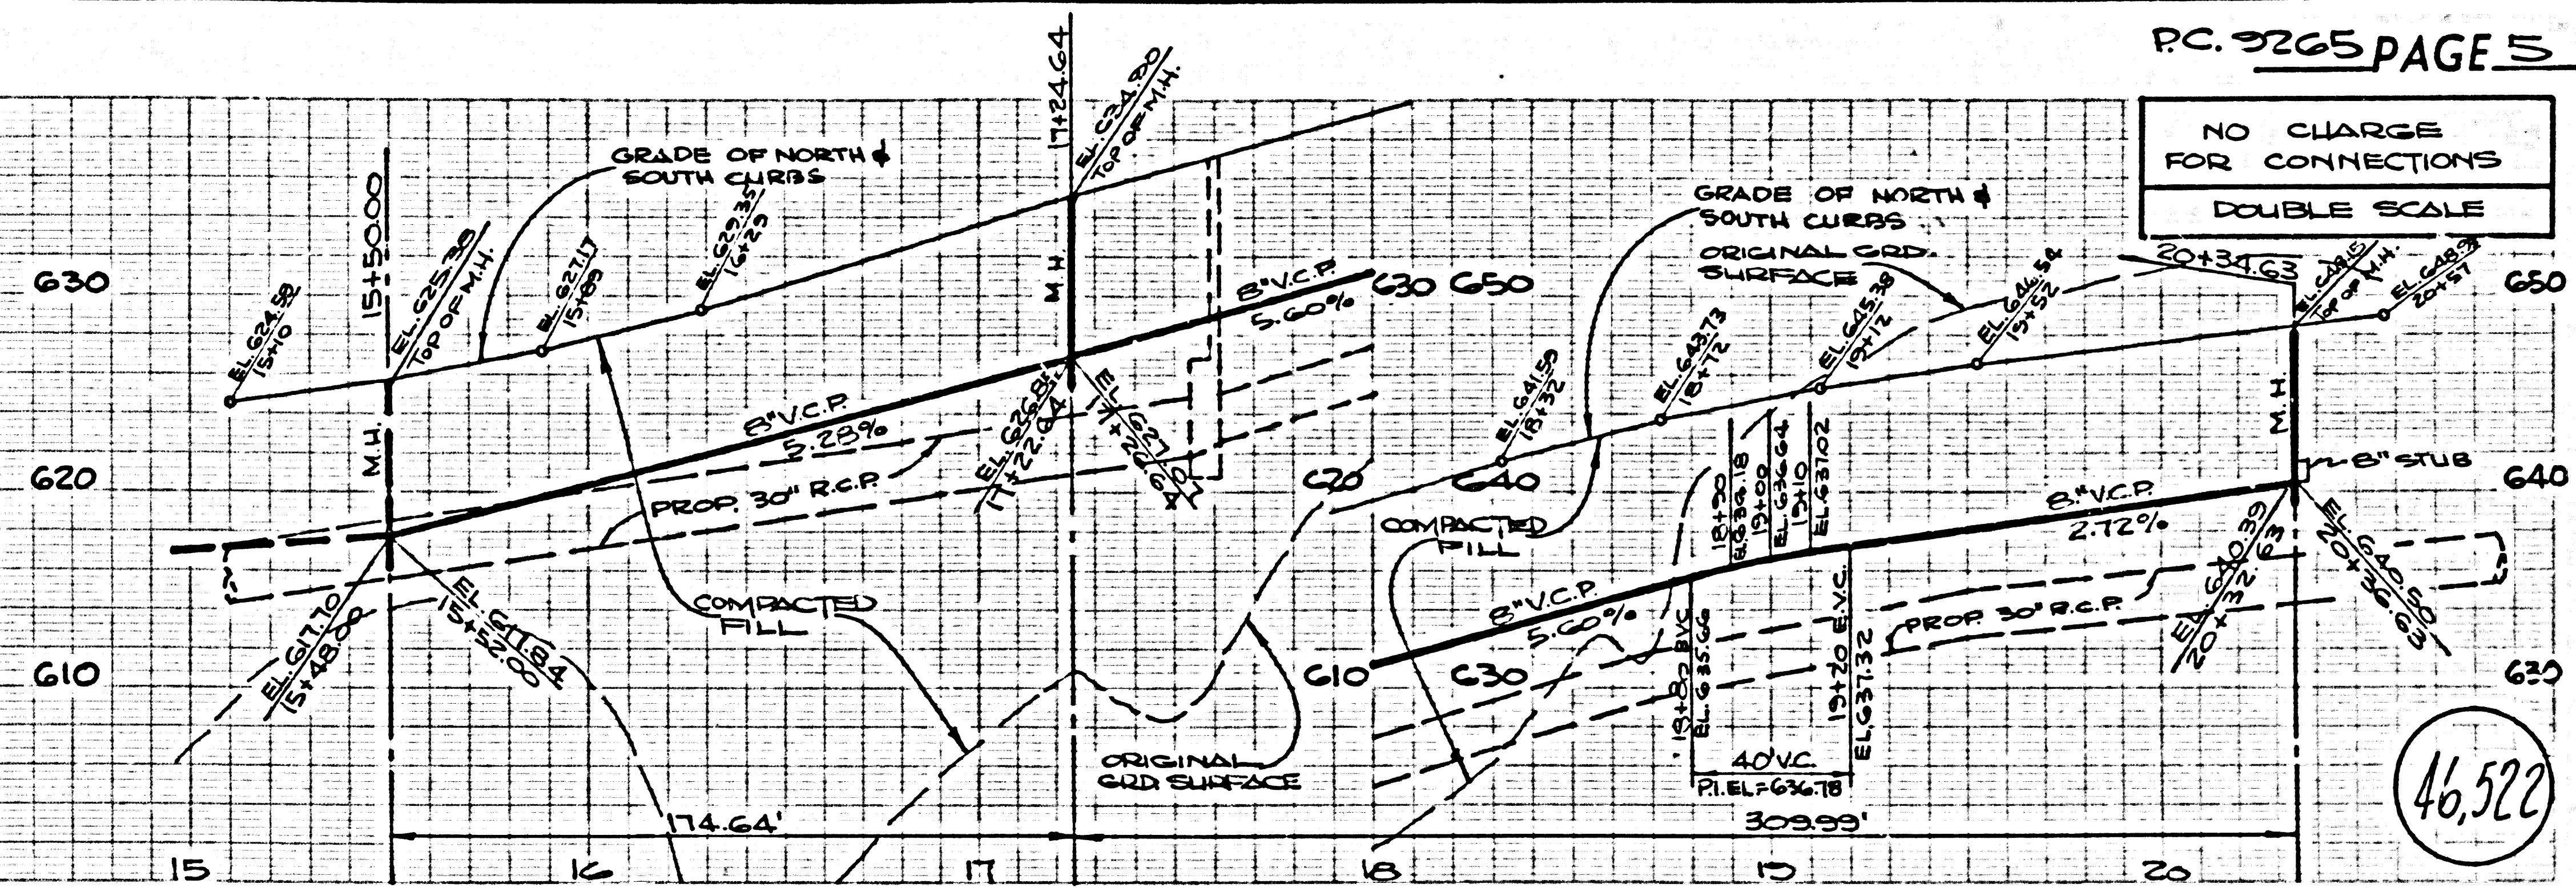 P.C. 9265 PAGE 5
NO CHARGE
FOR CONNECTIONS
DOUBLE SCALE
630
620
610
EL. 624.58
15+10
15+50.00
M.H.
EL. 625.38
TOP OF M.H.
GRADE OF NORTH &
SOUTH CURBS
EL. 627.17
15+89
EL. 629.35
16+29
17+24.64
EL. 634.80
TOP OF M.H.
M.H.
8" V.C.P.
5.28%
PROP. 30" R.C.P.
EL. 617.70
15+48.00
EL. 617.84
15+52.00
COMPACTED
FILL
EL. 626.81
17+22.64
EL. 627.02
17+26.64
8" V.C.P.
5.60%
630
620
610
ORIGINAL
GRD. SURFACE
174.64'
650
640
630
GRADE OF NORTH &
SOUTH CURBS
ORIGINAL GRD.
SURFACE
EL. 641.59
18+32
EL. 643.73
18+72
EL. 645.38
19+12
EL. 646.54
19+52
20+34.63
EL. 648.15
TOP OF M.H.
20+57
M.H.
8" STUB
COMPACTED
FILL
18+90
EL. 636.18
19+00
EL. 636.64
19+10
EL. 637.02
8" V.C.P.
2.72%
8" V.C.P.
5.60%
18+80 BVC
EL. 635.66
19+20 E.V.C.
EL. 637.32
40' V.C.
P.I. EL = 636.78
PROP. 30" R.C.P.
EL. 640.39
20+32.63
EL. 640.50
20+36.63
309.99'
650
640
630
46,522
15
16
17
18
19
20